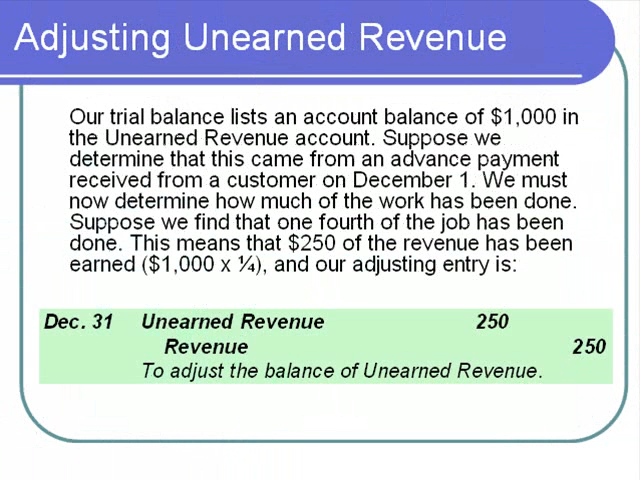 Adjusting Unearned Revenue
Our trial balance lists an account balance of $1,000 in
the Unearned Revenue account. Suppose we
determine that this came from an advance payment
received from a customer on December 1. We must
now determine how much of the work has been done.
Suppose we find that one fourth of the job has been
done. This means that $250 of the revenue has been
earned ($1,000 x ¼), and our adjusting entry is:
Dec. 31 Unearned Revenue 250
Revenue 250
To adjust the balance of Unearned Revenue.